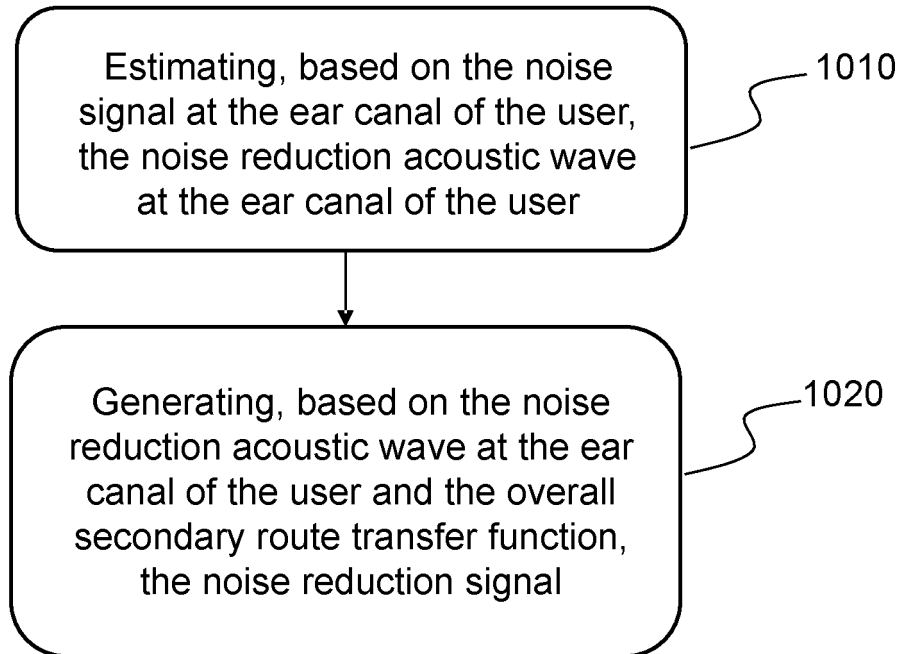 Estimating, based on the noise
signal at the ear canal of the user,
the noise reduction acoustic wave
at the ear canal of the user
1010
Generating, based on the noise
reduction acoustic wave at the ear
canal of the user and the overall
secondary route transfer function,
the noise reduction signal
1020